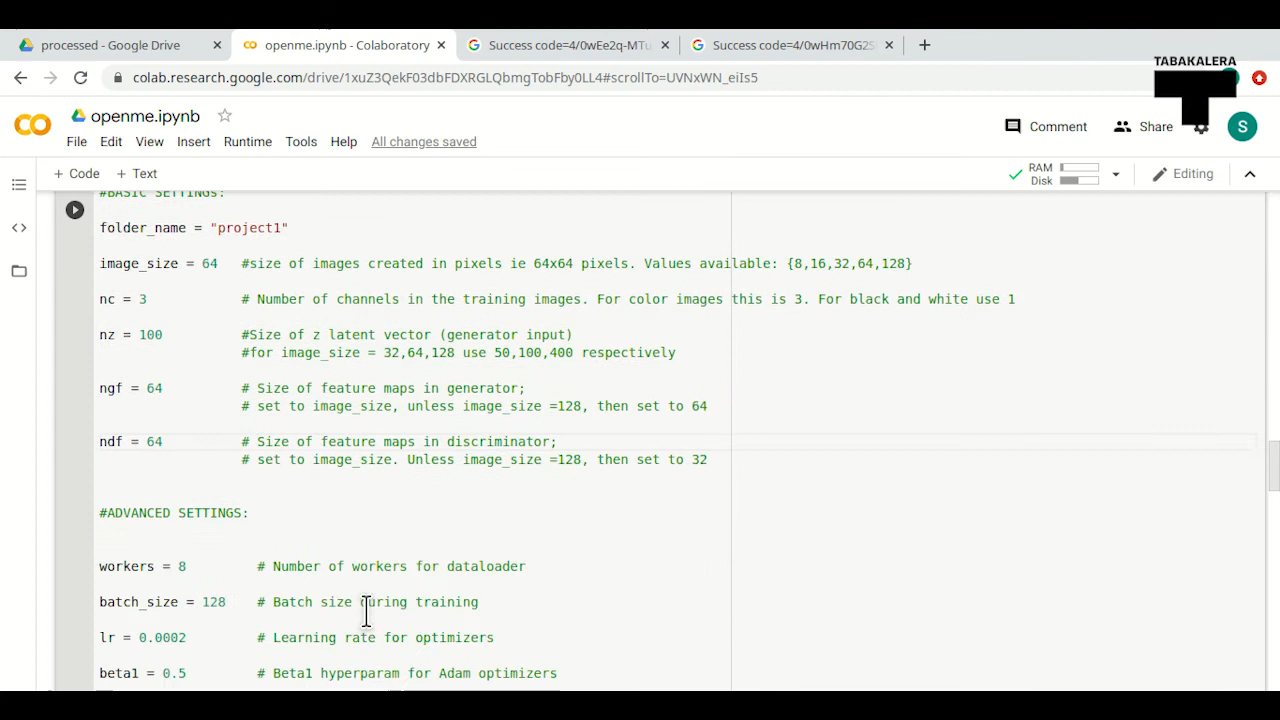 processed - Google Drive
openme.ipynb - Colaboratory
Success code=4/0wEe2q-MTu
Success code=4/0wHm70G2S
TABAKALERA
colab.research.google.com/drive/1xuZ3QekF03dbFDXRGLQbmgTobFby0LL4#scrollTo=UVNxWN_eiIs5
CO
openme.ipynb
Comment
Share
S
File Edit View Insert Runtime Tools Help All changes saved
+ Code + Text
RAM
Disk
Editing
#BASIC SETTINGS:
folder_name = "project1"
image_size = 64 #size of images created in pixels ie 64x64 pixels. Values available: {8,16,32,64,128}
nc = 3 # Number of channels in the training images. For color images this is 3. For black and white use 1
nz = 100 #Size of z latent vector (generator input)
#for image_size = 32,64,128 use 50,100,400 respectively
ngf = 64 # Size of feature maps in generator;
# set to image_size, unless image_size =128, then set to 64
ndf = 64 # Size of feature maps in discriminator;
# set to image_size. Unless image_size =128, then set to 32
#ADVANCED SETTINGS:
workers = 8 # Number of workers for dataloader
batch_size = 128 # Batch size during training
lr = 0.0002 # Learning rate for optimizers
beta1 = 0.5 # Beta1 hyperparam for Adam optimizers